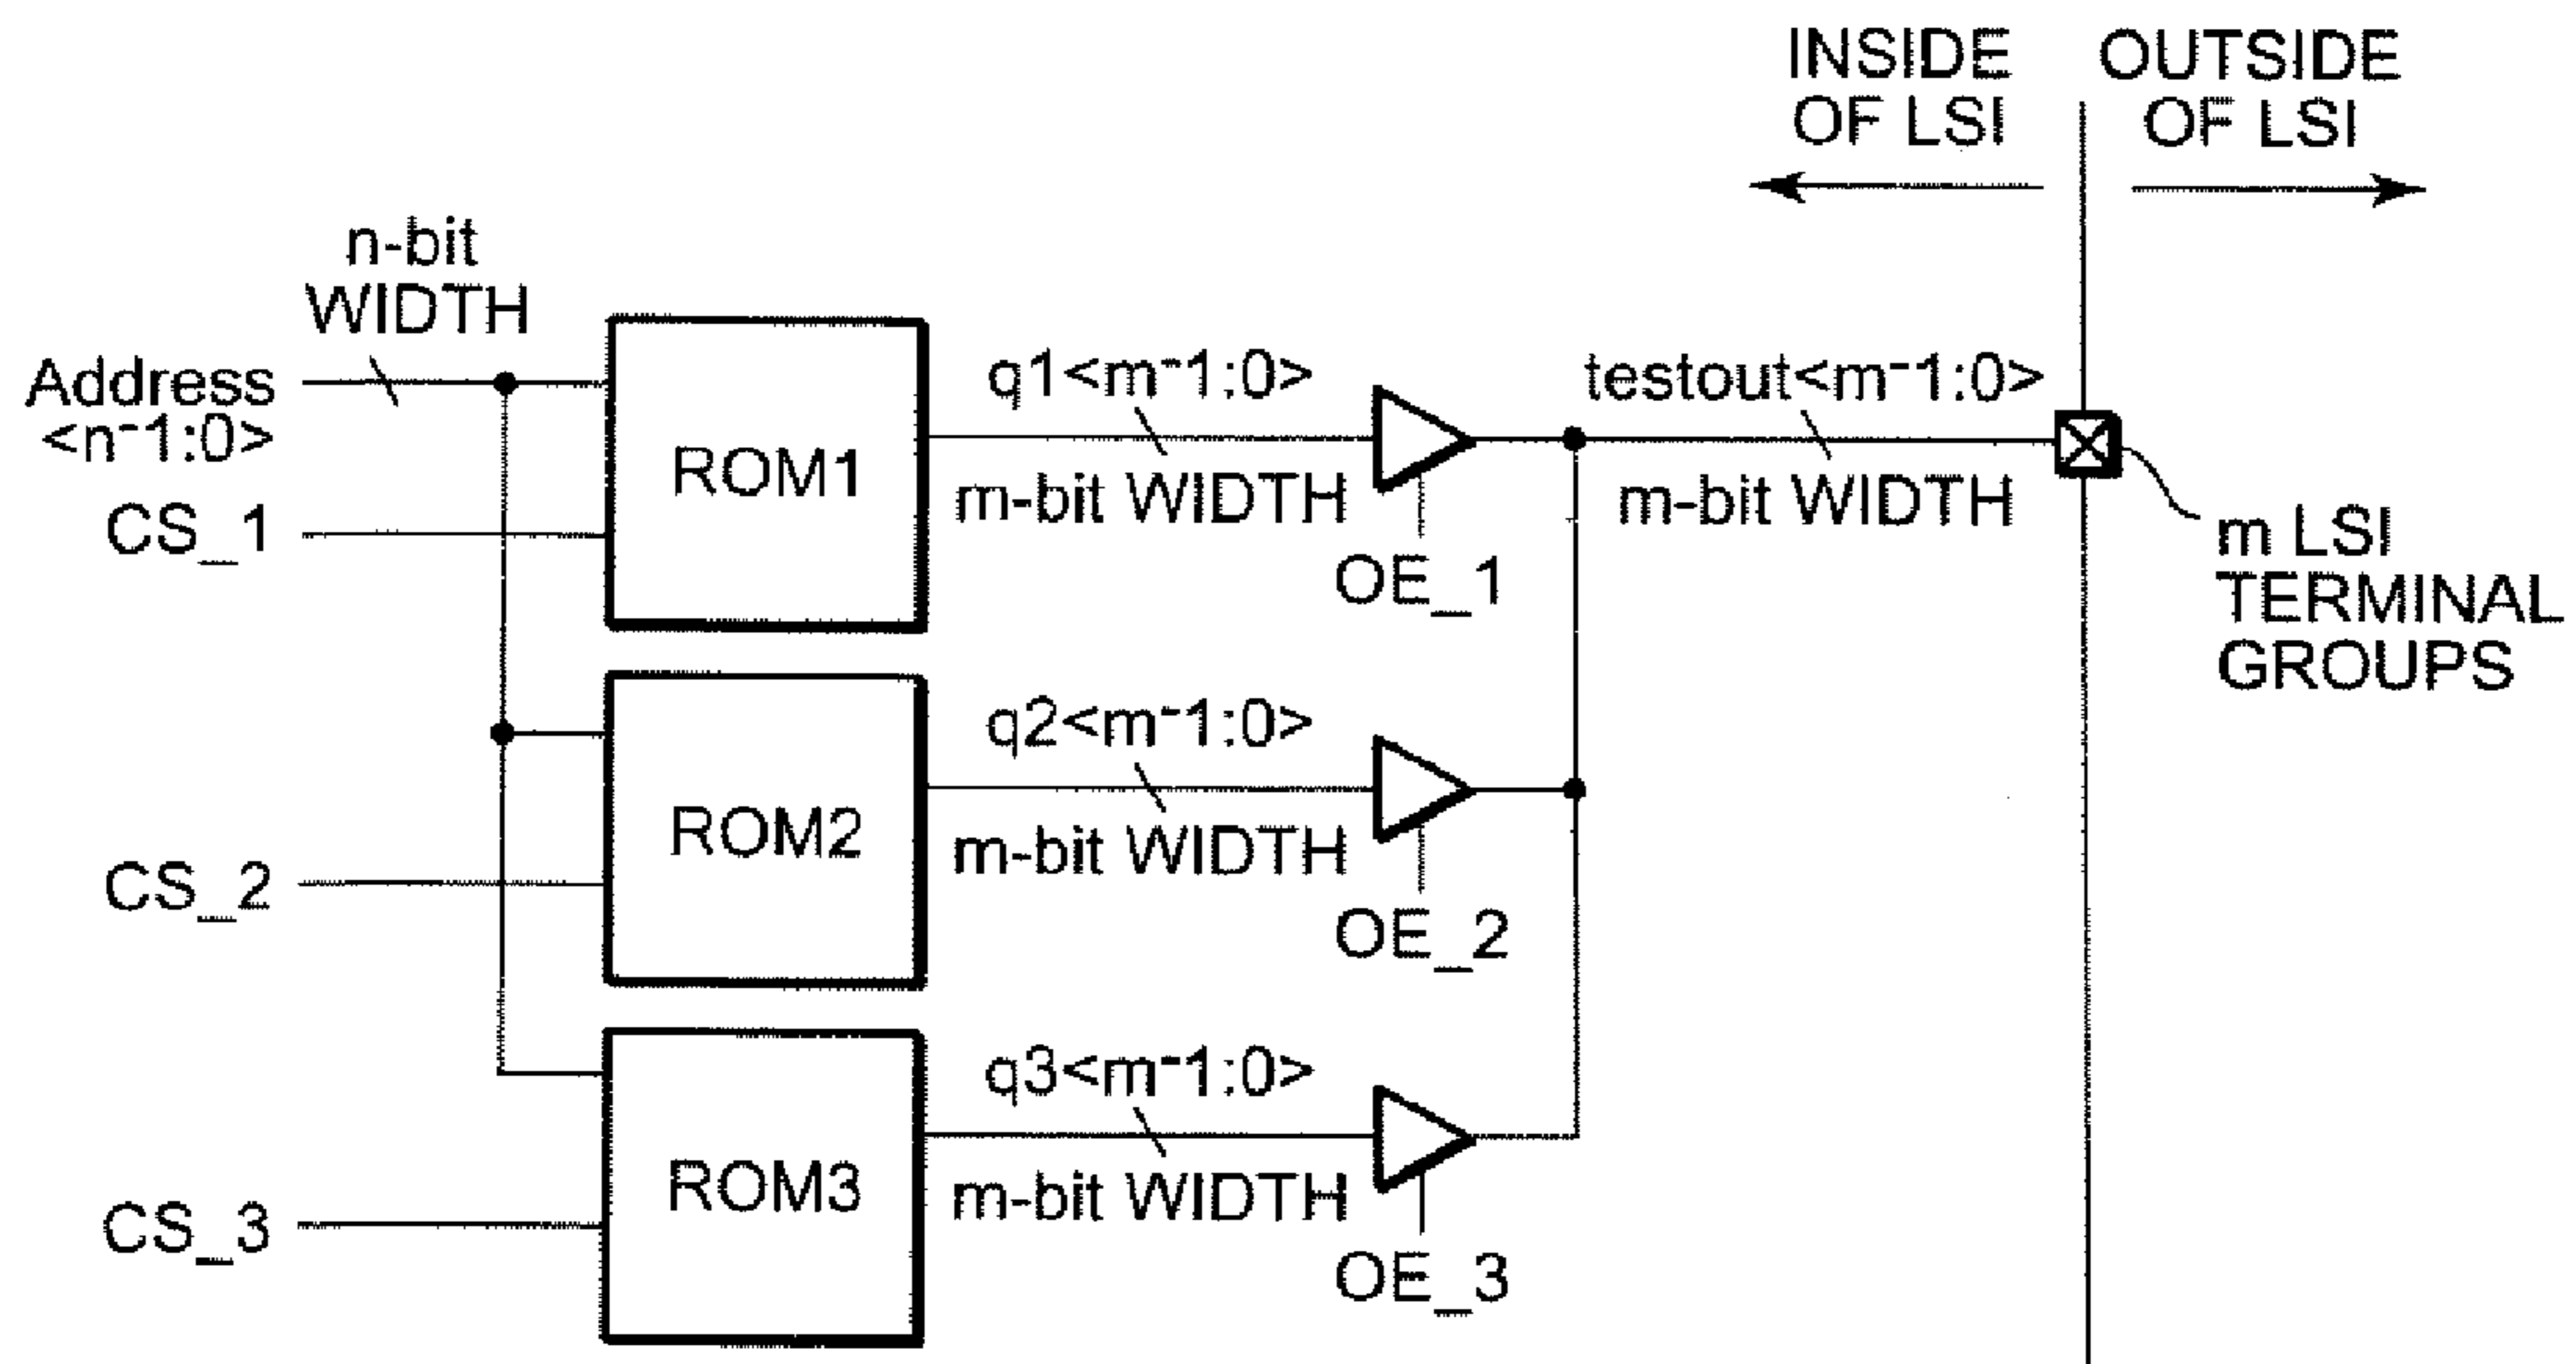 INSIDE
OF LSI
OUTSIDE
OF LSI
n-bit
WIDTH
Address
<n-1:0>
CS_1
ROM1
q1<m-1:0>
m-bit WIDTH
OE_1
testout<m-1:0>
m-bit WIDTH
m LSI
TERMINAL
GROUPS
CS_2
ROM2
q2<m-1:0>
m-bit WIDTH
OE_2
CS_3
ROM3
q3<m-1:0>
m-bit WIDTH
OE_3